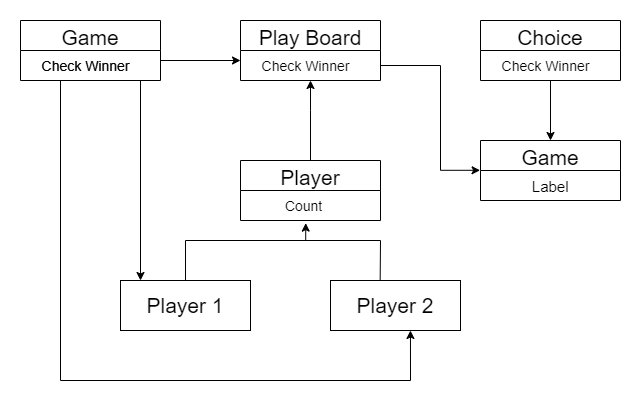 Game
Check Winner
Play Board
Check Winner
Choice
Check Winner
Game
Label
Player
Count
Player 1
Player 2